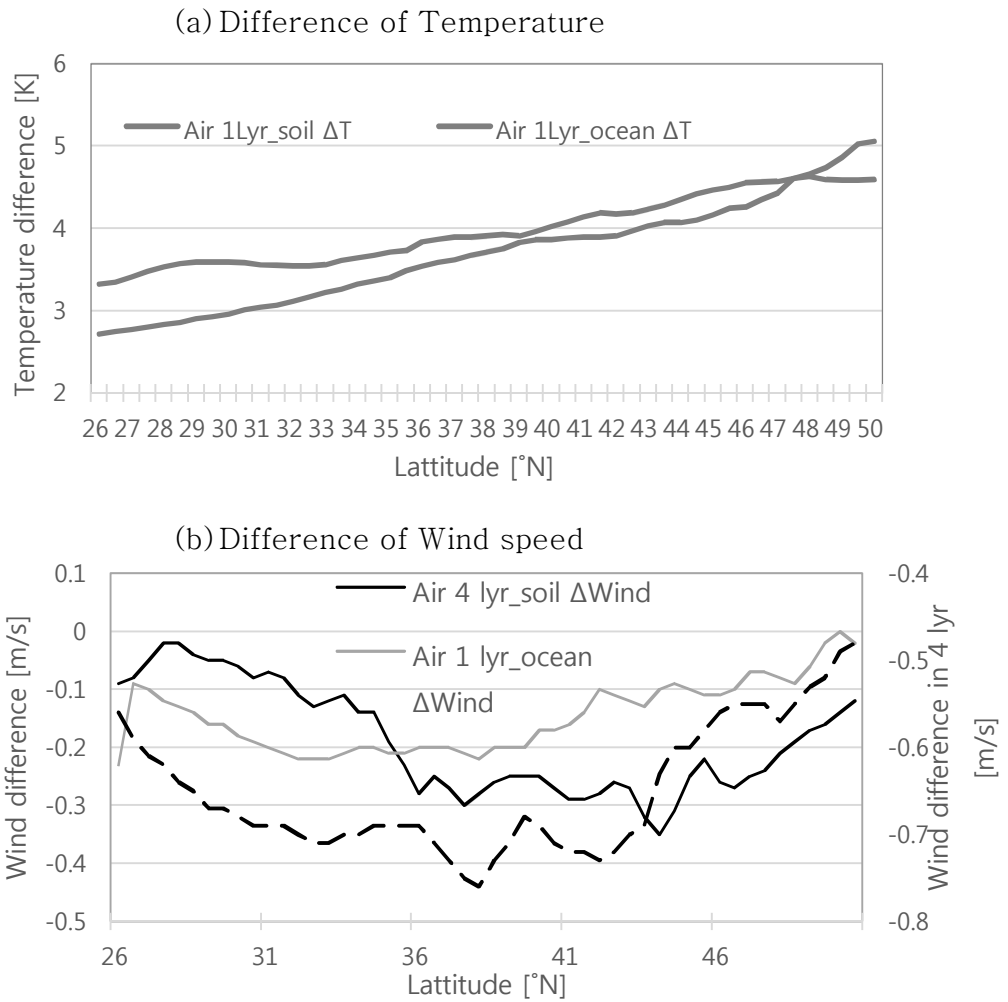 (a) Difference of Temperature
6
5
4
3
2
Temperature difference [K]
Air 1Lyr_soil ΔT
Air 1Lyr_ocean ΔT
26 27 28 29 30 31 32 33 34 35 36 37 38 39 40 41 42 43 44 45 46 47 48 49 50
Lattitude [˚N]
(b) Difference of Wind speed
0.1
0
-0.1
-0.2
-0.3
-0.4
-0.5
Wind difference [m/s]
Air 4 lyr_soil ΔWind
Air 1 lyr_ocean
ΔWind
-0.4
-0.5
-0.6
-0.7
-0.8
Wind difference in 4 lyr
[m/s]
26 31 36 41 46
Lattitude [˚N]